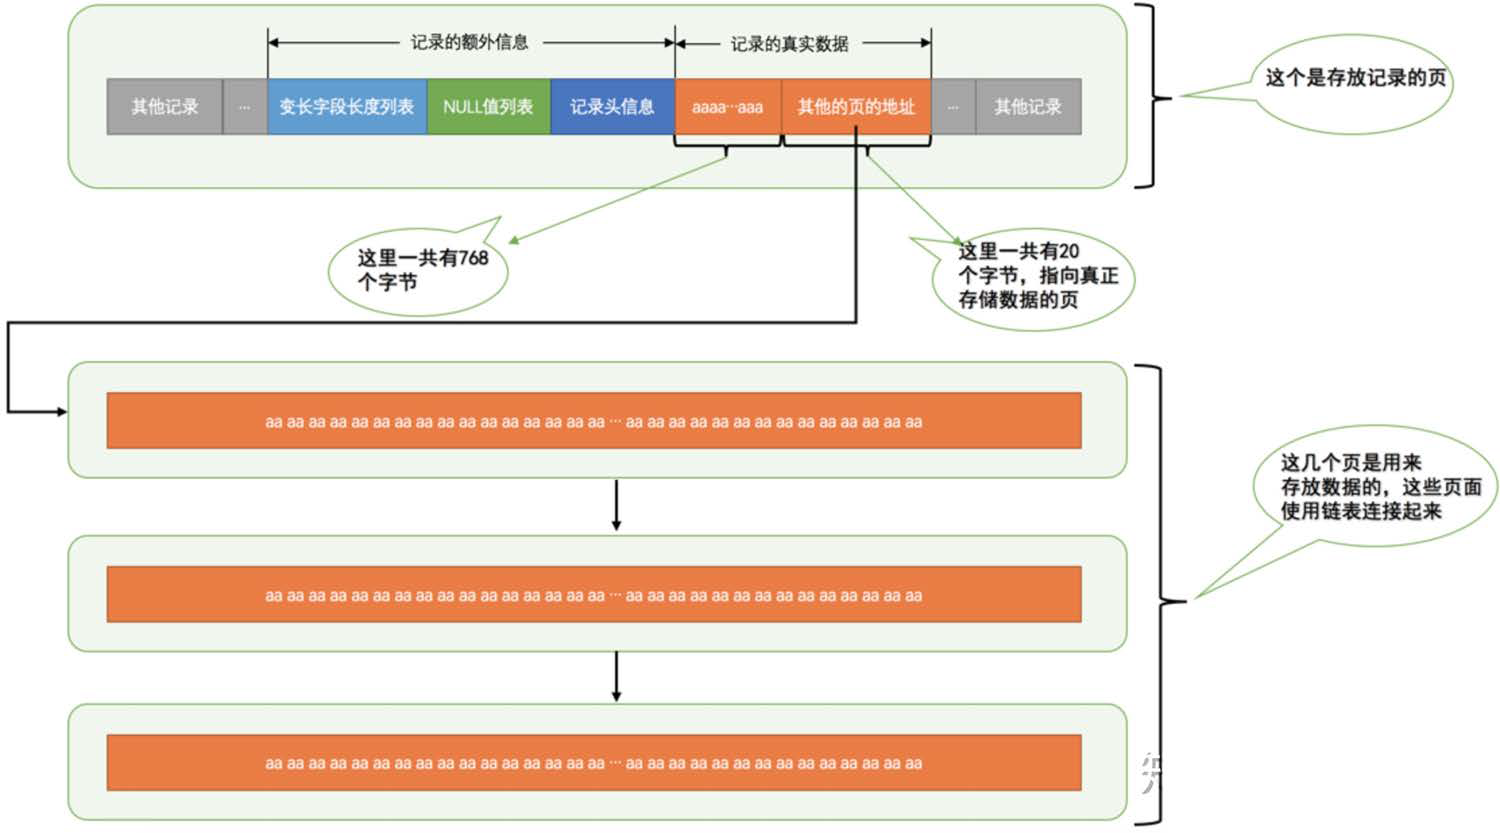 记录的额外信息
记录的真实数据
其他记录
...
变长字段长度列表
NULL值列表
记录头信息
aaaa···aaa
其他的页的地址
...
其他记录
这个是存放记录的页
这里一共有768
个字节
这里一共有20
个字节，指向真正
存储数据的页
aa aa aa aa aa aa aa aa aa aa aa aa aa aa aa aa ··· aa aa aa aa aa aa aa aa aa aa aa aa aa aa
这几个页是用来
存放数据的，这些页面
使用链表连接起来
aa aa aa aa aa aa aa aa aa aa aa aa aa aa aa aa ··· aa aa aa aa aa aa aa aa aa aa aa aa aa aa
aa aa aa aa aa aa aa aa aa aa aa aa aa aa aa aa ··· aa aa aa aa aa aa aa aa aa aa aa aa aa aa